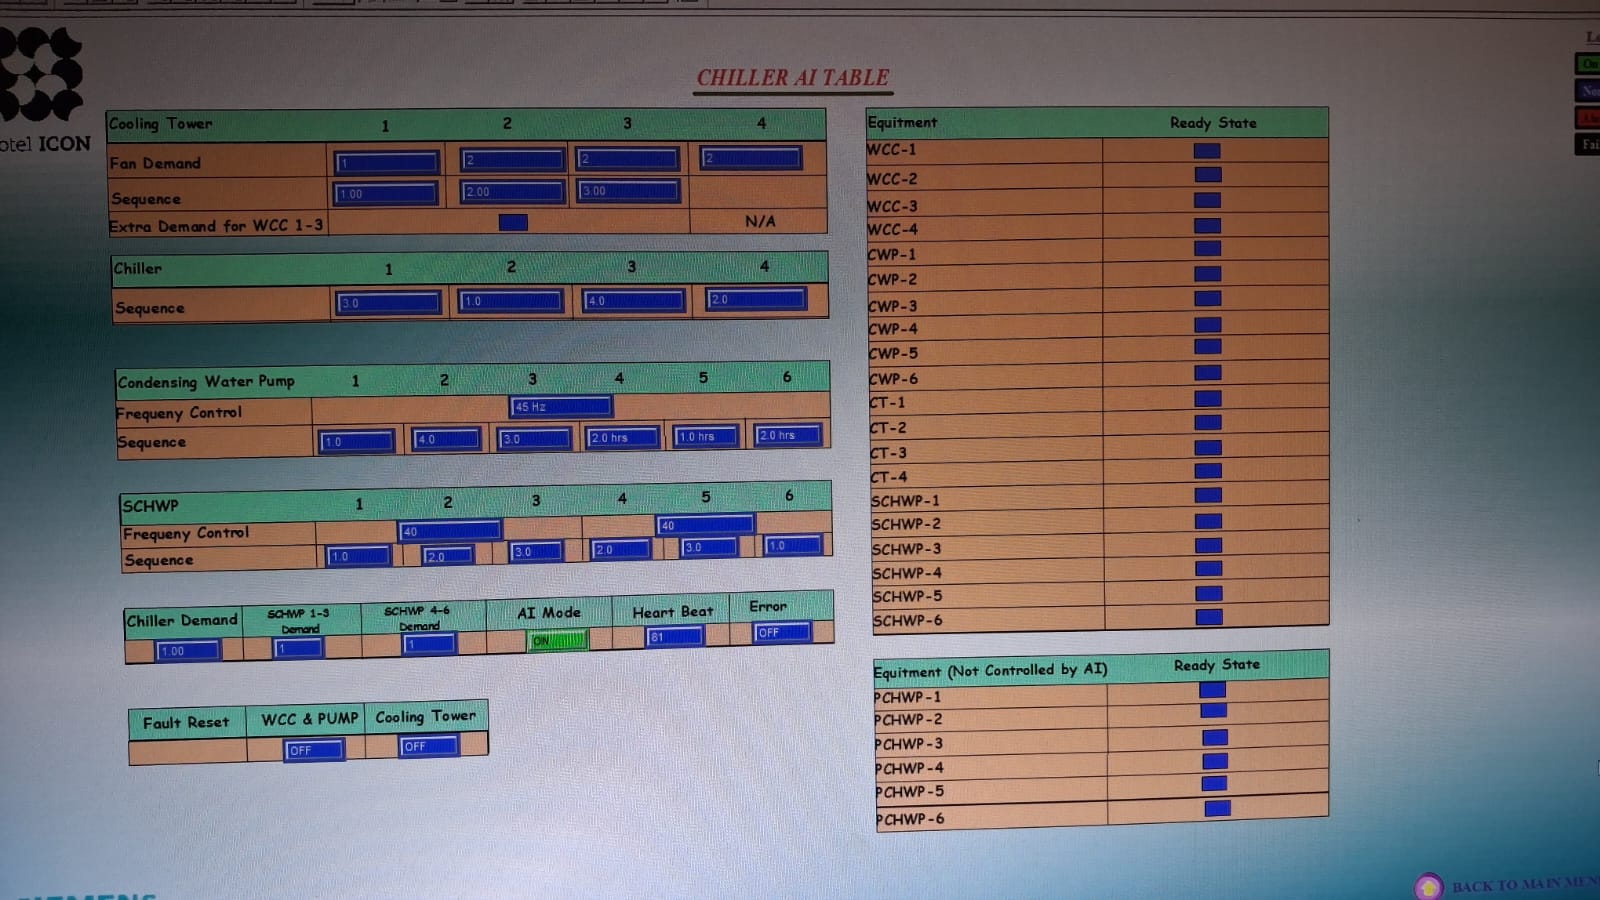 CHILLER AI TABLE
otel ICON
Cooling Tower 1 2 3 4
Fan Demand 1 2 2 2
Sequence 1.00 2.00 3.00
Extra Demand for WCC 1-3 N/A
Chiller 1 2 3 4
Sequence 3.0 1.0 4.0 2.0
Condensing Water Pump 1 2 3 4 5 6
Frequeny Control 45 Hz
Sequence 1.0 4.0 3.0 2.0 hrs 1.0 hrs 2.0 hrs
SCHWP 1 2 3 4 5 6
Frequeny Control 40 40
Sequence 1.0 2.0 3.0 2.0 3.0 1.0
Chiller Demand SCHWP 1-3 Demand SCHWP 4-6 Demand AI Mode Heart Beat Error
1.00 1 1 ON 61 OFF
Fault Reset WCC & PUMP Cooling Tower
OFF OFF
Equitment Ready State
WCC-1
WCC-2
WCC-3
WCC-4
CWP-1
CWP-2
CWP-3
CWP-4
CWP-5
CWP-6
CT-1
CT-2
CT-3
CT-4
SCHWP-1
SCHWP-2
SCHWP-3
SCHWP-4
SCHWP-5
SCHWP-6
Equitment (Not Controlled by AI) Ready State
PCHWP-1
PCHWP-2
PCHWP-3
PCHWP-4
PCHWP-5
PCHWP-6
On
Fai
BACK TO MAIN MEN